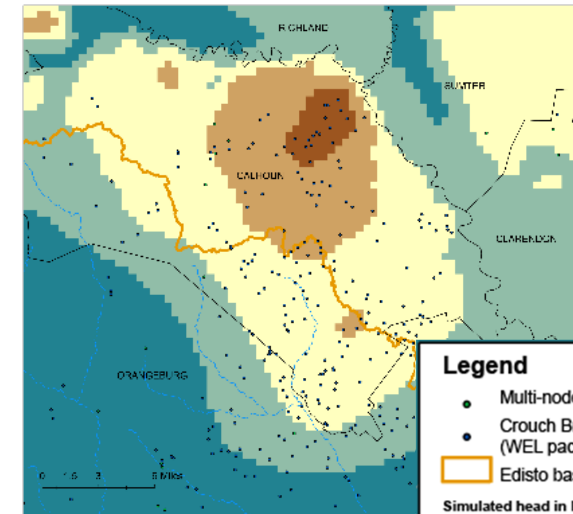 RICHLAND
SUMTER
CALHOUN
CLARENDON
ORANGEBURG
0 1.5 3 6 Miles
Legend
Multi-node
Crouch B
(WEL pac
Edisto bas
Simulated head in